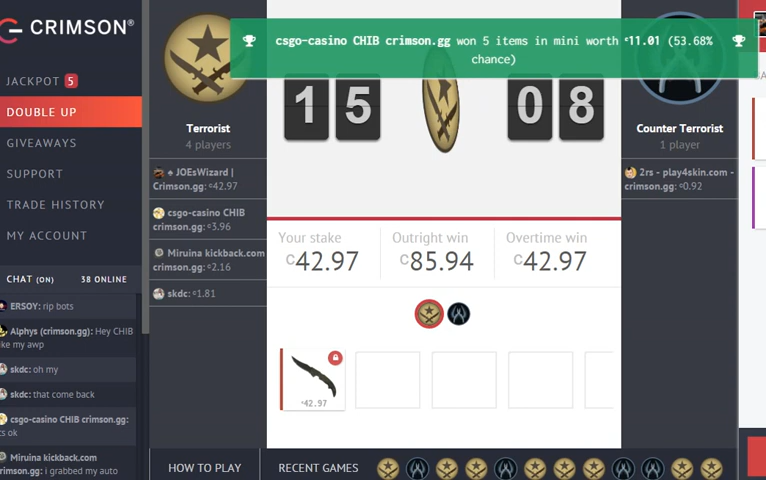 CRIMSON®
csgo-casino CHIB crimson.gg won 5 items in mini worth ᶜ11.01 (53.68%
chance)
JACKPOT 5
DOUBLE UP
GIVEAWAYS
SUPPORT
TRADE HISTORY
MY ACCOUNT
CHAT (ON) 38 ONLINE
ERSOY: rip bots
Alphys (crimson.gg): Hey CHIB
ke my awp
skdc: oh my
skdc: that come back
csgo-casino CHIB crimson.gg:
ts ok
Miruina kickback.com
crimson.gg: i grabbed my auto
Terrorist
4 players
♠ JOEsWizard |
Crimson.gg: ᶜ42.97
csgo-casino CHIB
crimson.gg: ᶜ3.96
Miruina kickback.com
crimson.gg: ᶜ2.16
skdc: ᶜ1.81
15 08
Your stake Outright win Overtime win
C42.97 C85.94 C42.97
ᶜ42.97
Counter Terrorist
1 player
2rs - play4skin.com -
crimson.gg: ᶜ0.92
HOW TO PLAY RECENT GAMES